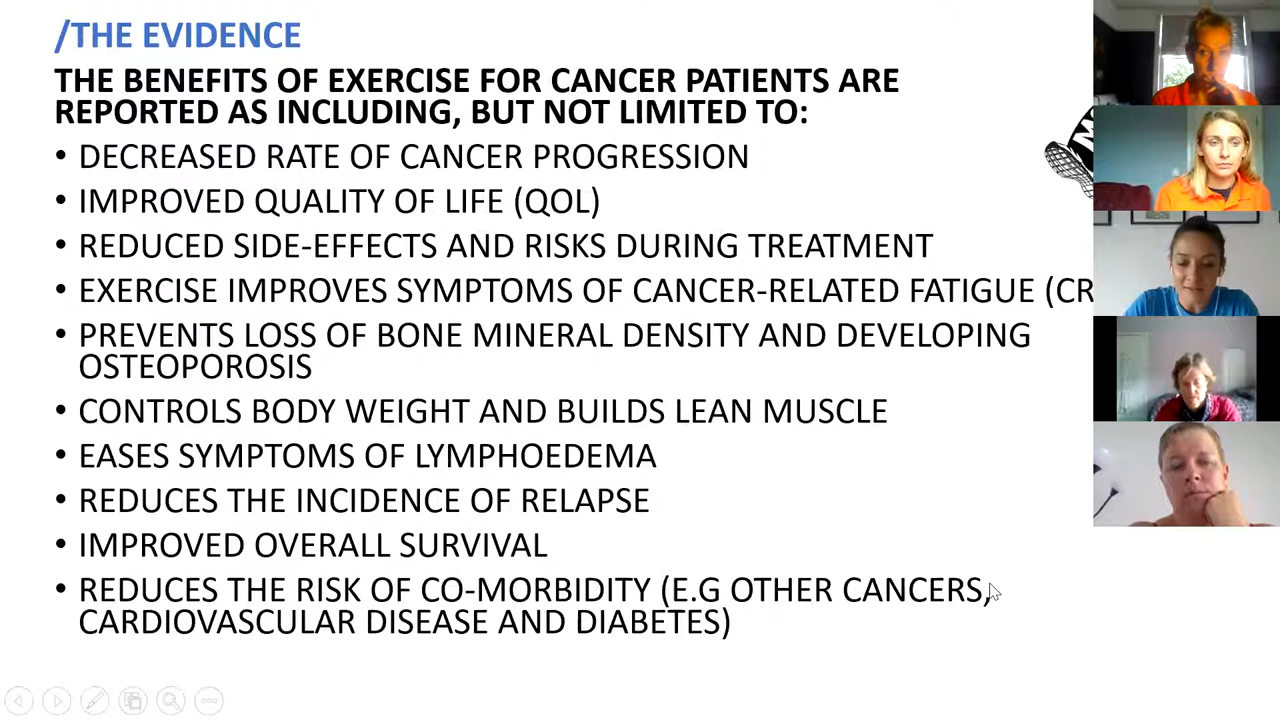 /THE EVIDENCE
THE BENEFITS OF EXERCISE FOR CANCER PATIENTS ARE
REPORTED AS INCLUDING, BUT NOT LIMITED TO:
• DECREASED RATE OF CANCER PROGRESSION
• IMPROVED QUALITY OF LIFE (QOL)
• REDUCED SIDE-EFFECTS AND RISKS DURING TREATMENT
• EXERCISE IMPROVES SYMPTOMS OF CANCER-RELATED FATIGUE (CR
• PREVENTS LOSS OF BONE MINERAL DENSITY AND DEVELOPING
OSTEOPOROSIS
• CONTROLS BODY WEIGHT AND BUILDS LEAN MUSCLE
• EASES SYMPTOMS OF LYMPHOEDEMA
• REDUCES THE INCIDENCE OF RELAPSE
• IMPROVED OVERALL SURVIVAL
• REDUCES THE RISK OF CO-MORBIDITY (E.G OTHER CANCERS,
CARDIOVASCULAR DISEASE AND DIABETES)